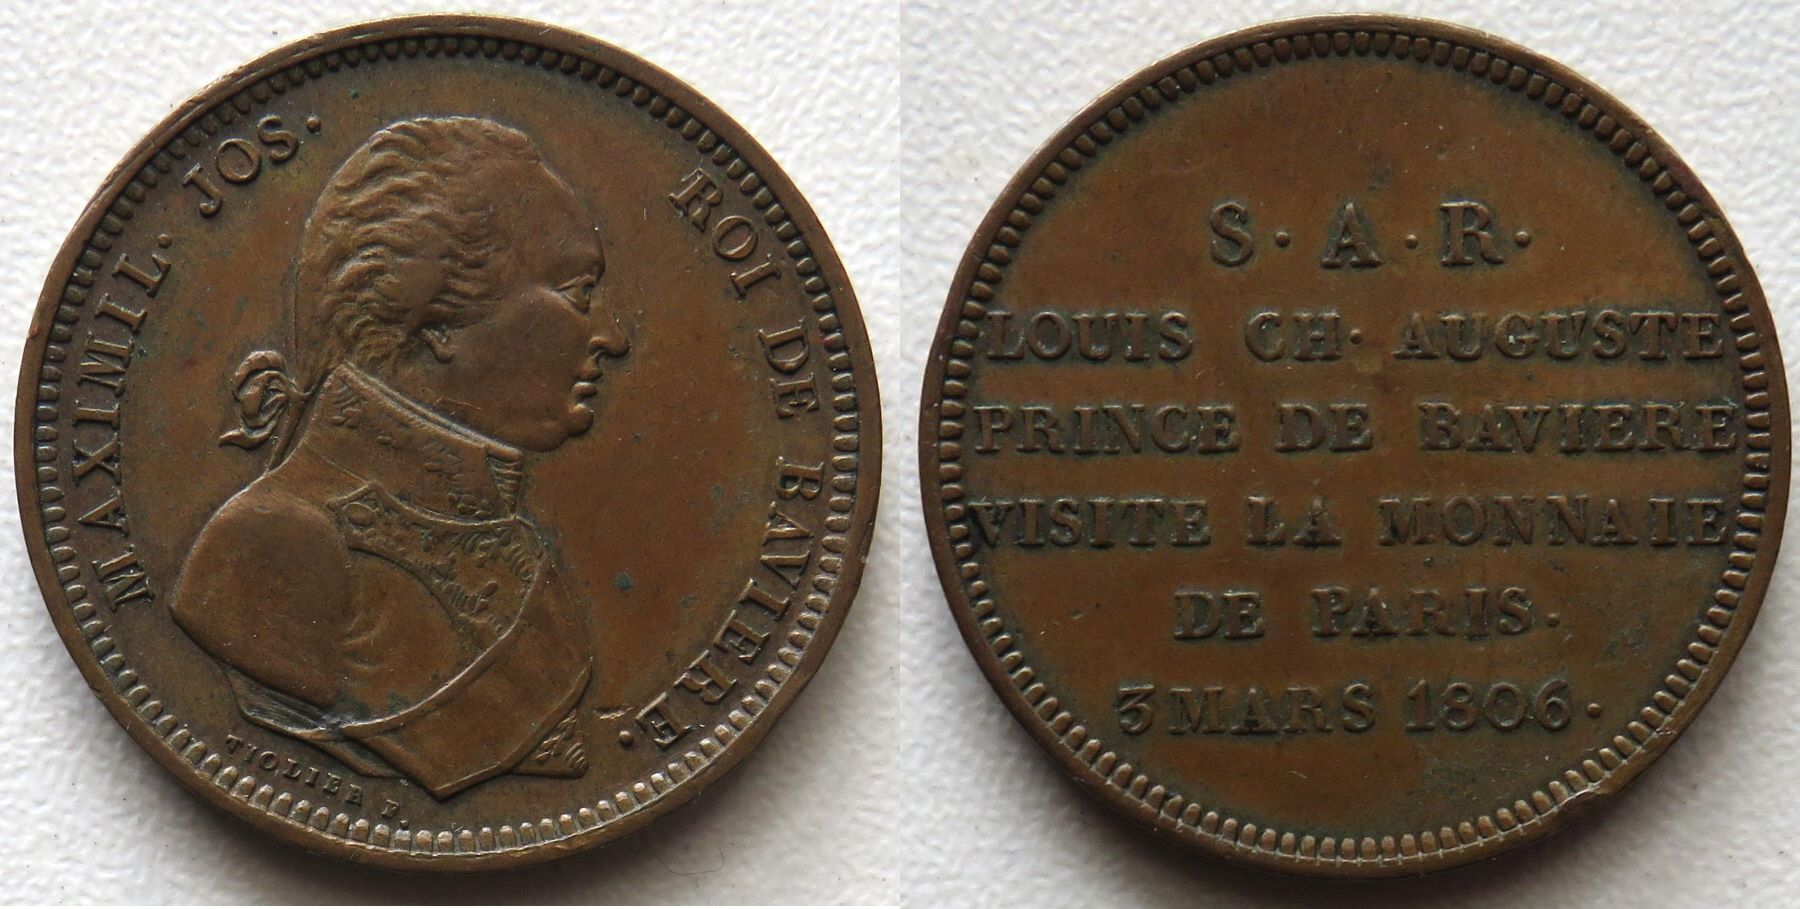 MAXIMIL. JOS. ROI DE BAVIERE.
TIOLIER F.
S. A. R.
LOUIS CH. AUGUSTE
PRINCE DE BAVIERE
VISITE LA MONNAIE
DE PARIS.
3 MARS 1806.